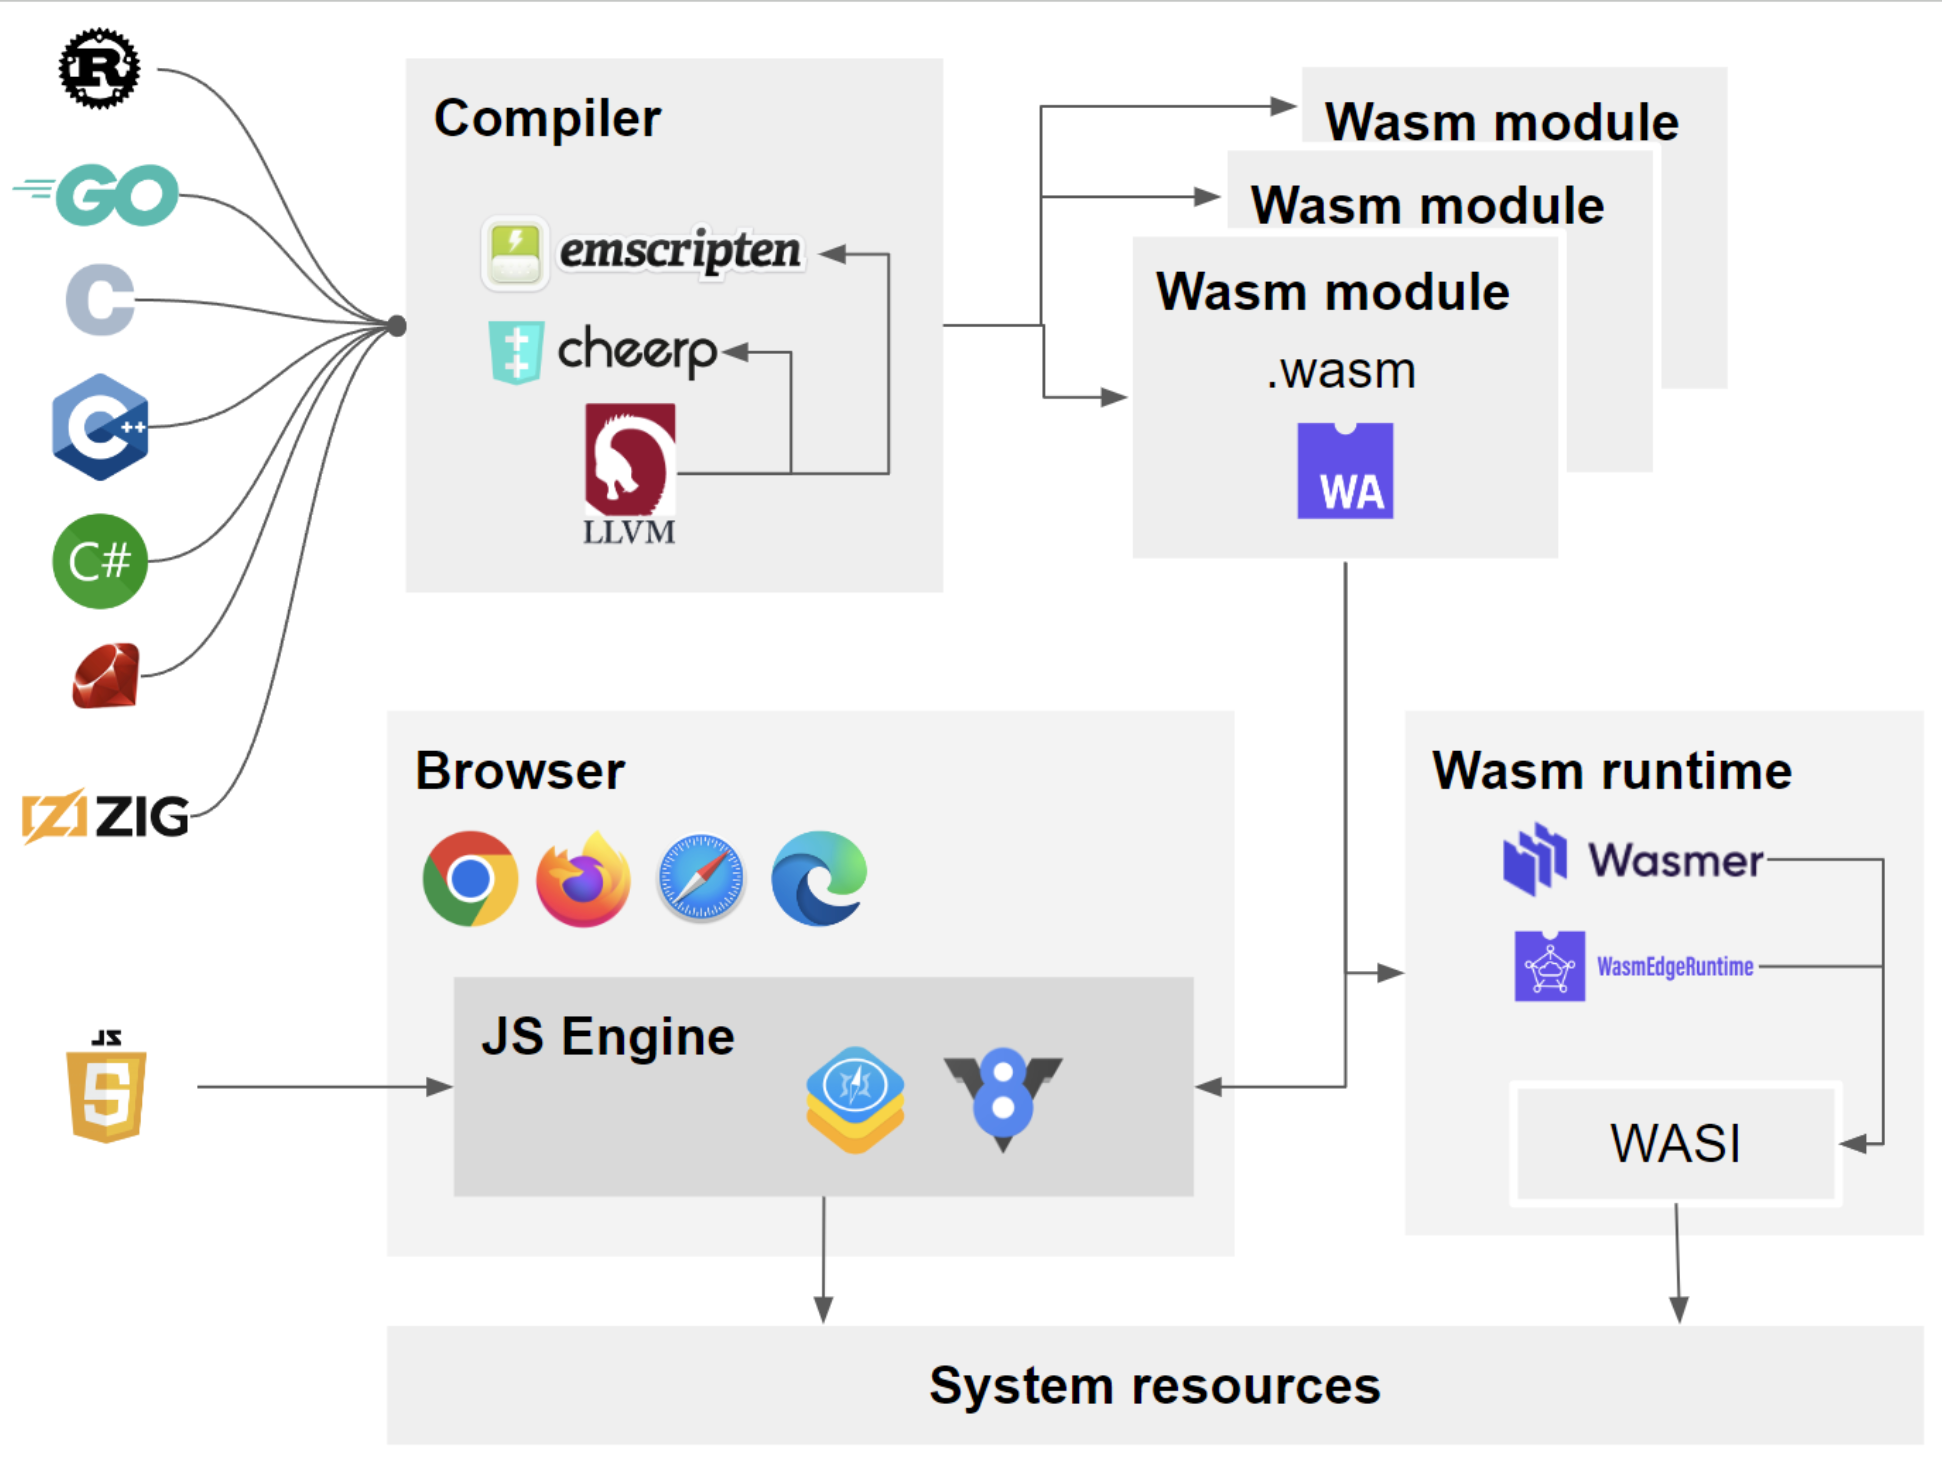 R
GO
C
C++
C#
ZIG
Compiler
emscripten
cheerp
LLVM
Wasm module
Wasm module
Wasm module
.wasm
WA
Browser
JS
JS Engine
8
Wasm runtime
Wasmer
WasmEdgeRuntime
WASI
System resources